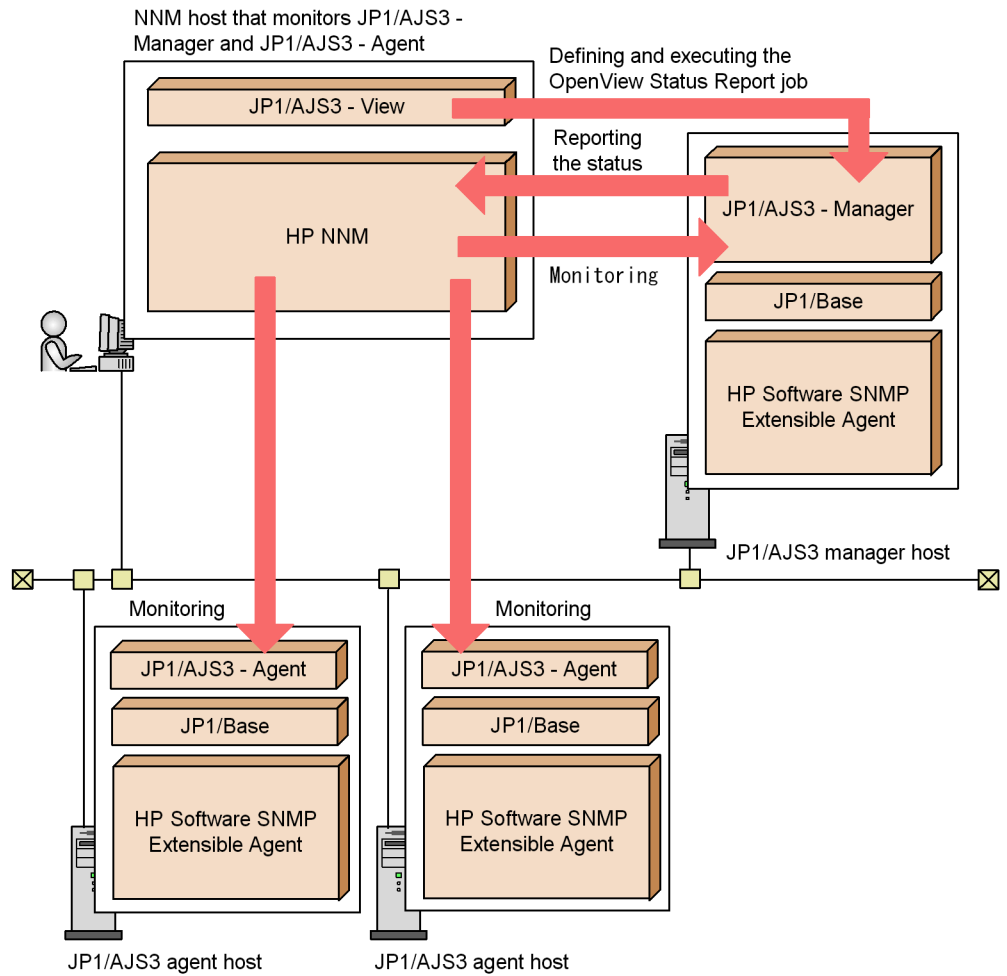 NNM host that monitors JP1/AJS3 -
Manager and JP1/AJS3 - Agent
Defining and executing the
OpenView Status Report job
JP1/AJS3 - View
Reporting
the status
HP NNM
JP1/AJS3 - Manager
Monitoring
JP1/Base
HP Software SNMP
Extensible Agent
JP1/AJS3 manager host
Monitoring
Monitoring
JP1/AJS3 - Agent
JP1/AJS3 - Agent
JP1/Base
JP1/Base
HP Software SNMP
Extensible Agent
HP Software SNMP
Extensible Agent
JP1/AJS3 agent host
JP1/AJS3 agent host